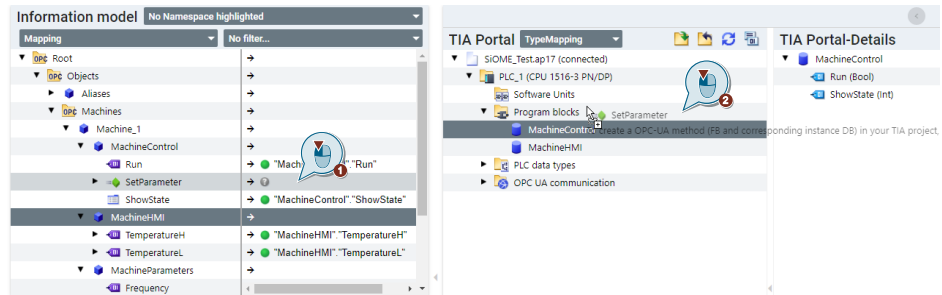 Information model No Namespace highlighted
Mapping No filter...
Root
Objects
Aliases
Machines
Machine_1
MachineControl
Run "Mach "."Run"
SetParameter
ShowState "MachineControl"."ShowState"
MachineHMI
TemperatureH "MachineHMI"."TemperatureH"
TemperatureL "MachineHMI"."TemperatureL"
MachineParameters
Frequency
1
TIA Portal TypeMapping
SiOME_Test.ap17 (connected)
PLC_1 (CPU 1516-3 PN/DP)
Software Units
Program blocks SetParameter
MachineControl create a OPC-UA method (FB and corresponding instance DB) in your TIA project,
MachineHMI
PLC data types
OPC UA communication
2
TIA Portal-Details
MachineControl
Run (Bool)
ShowState (Int)